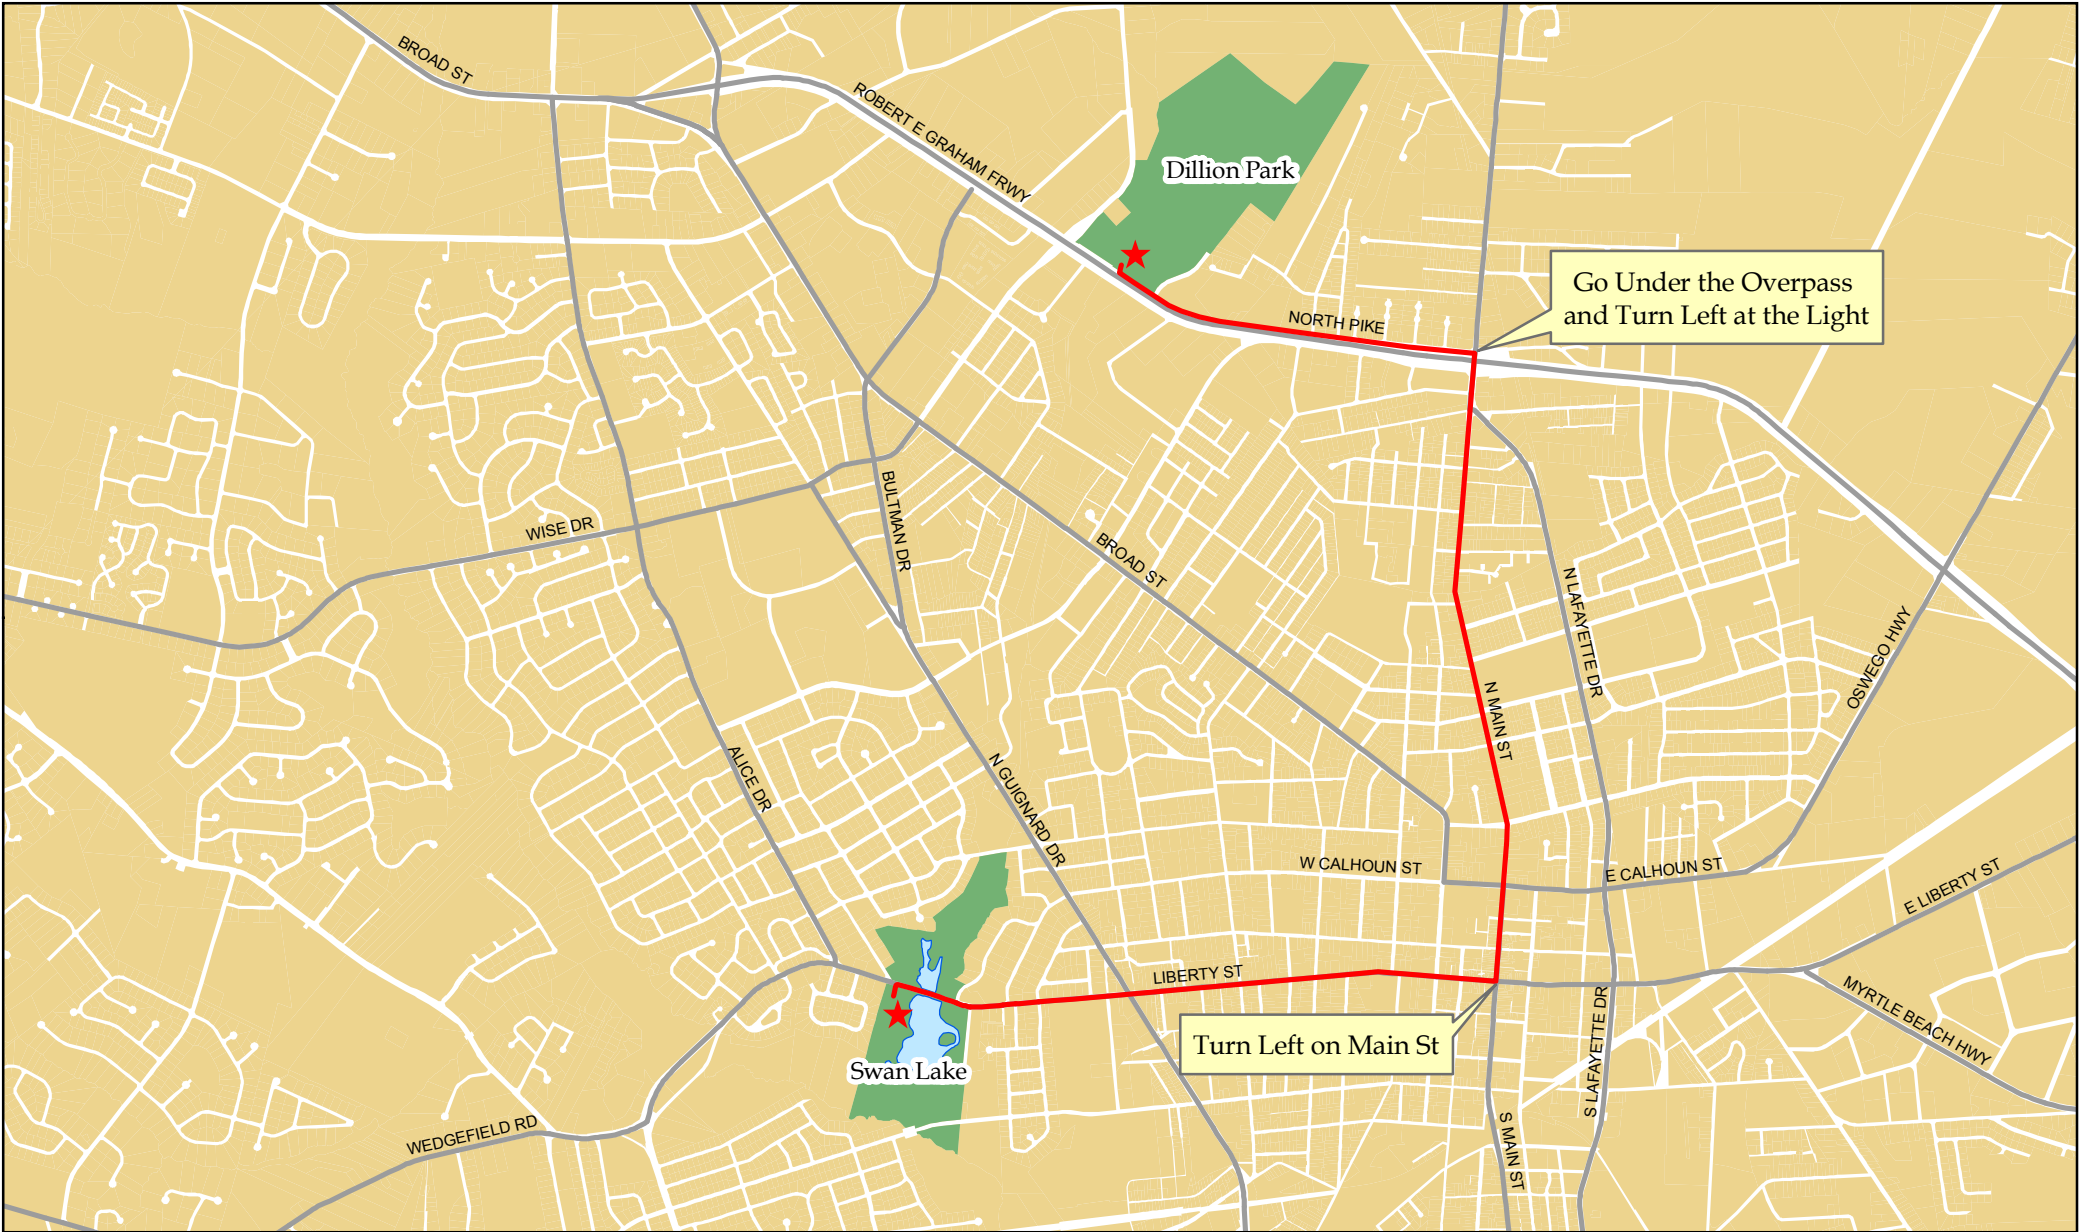 BROAD ST
ROBERT E GRAHAM FRWY
Dillion Park
Go Under the Overpass
and Turn Left at the Light
NORTH PIKE
WISE DR
BULTMAN DR
BROAD ST
N LAFAYETTE DR
OSWEGO HWY
N MAIN ST
ALICE DR
N GUIGNARD DR
W CALHOUN ST
E CALHOUN ST
E LIBERTY ST
LIBERTY ST
MYRTLE BEACH HWY
Turn Left on Main St
S LAFAYETTE DR
Swan Lake
WEDGEFIELD RD
S MAIN ST